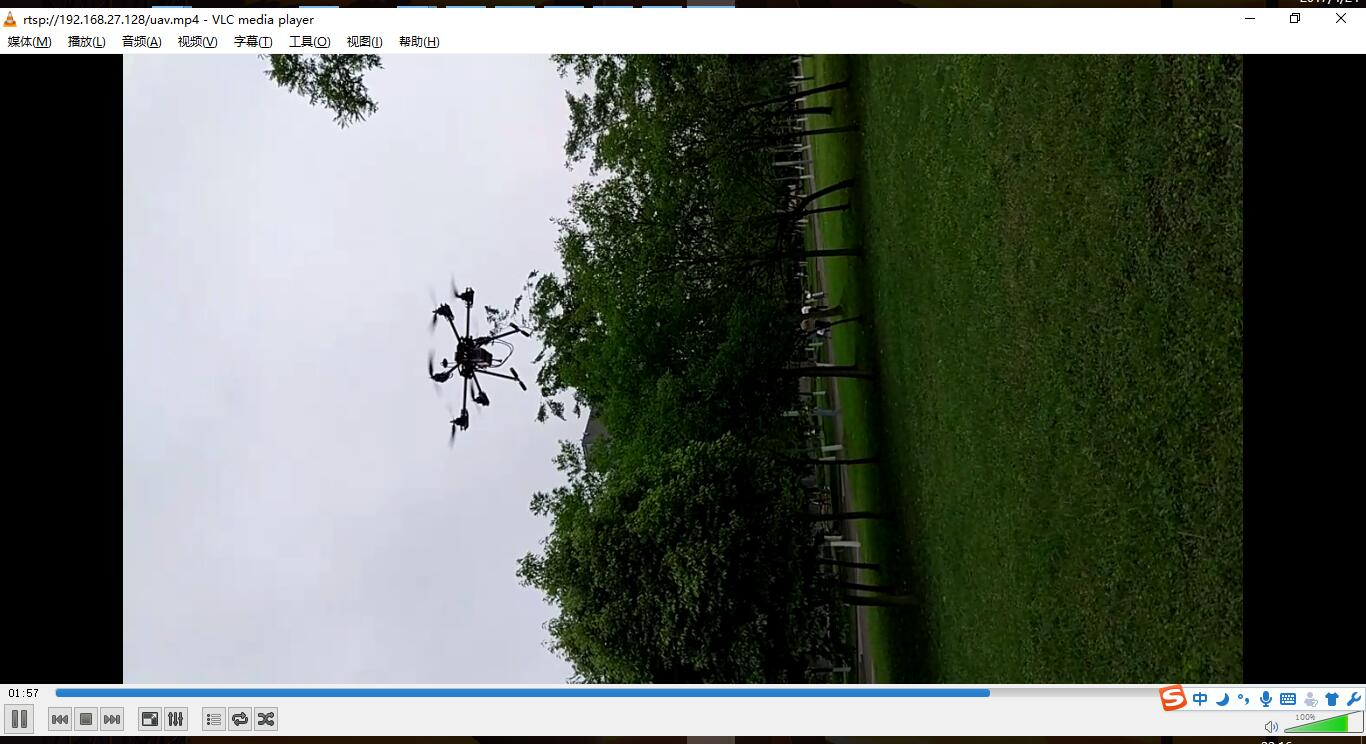 rtsp://192.168.27.128/uav.mp4 - VLC media player
媒体(M) 播放(L) 音频(A) 视频(V) 字幕(T) 工具(O) 视图(I) 帮助(H)
01:57
中
100%